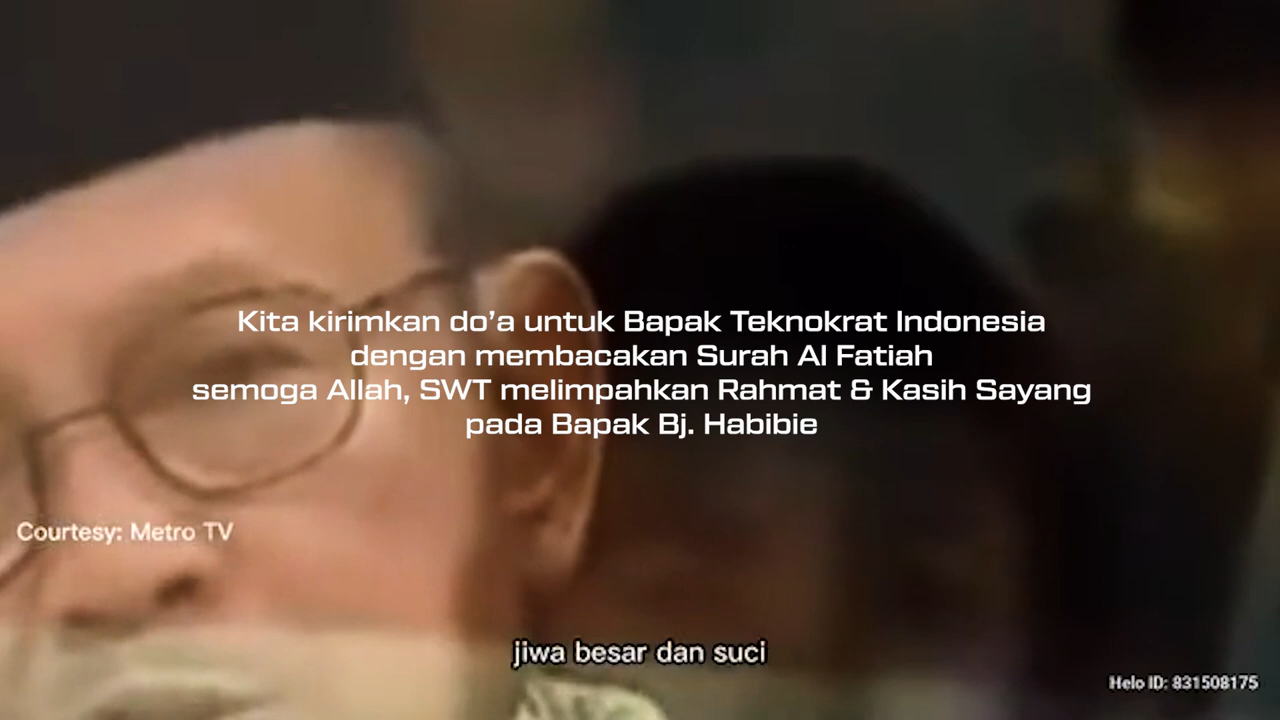 Kita kirimkan do’a untuk Bapak Teknokrat Indonesia
dengan membacakan Surah Al Fatiah
semoga Allah, SWT melimpahkan Rahmat & Kasih Sayang
pada Bapak Bj. Habibie
Courtesy: Metro TV
jiwa besar dan suci
Helo ID: 831508175